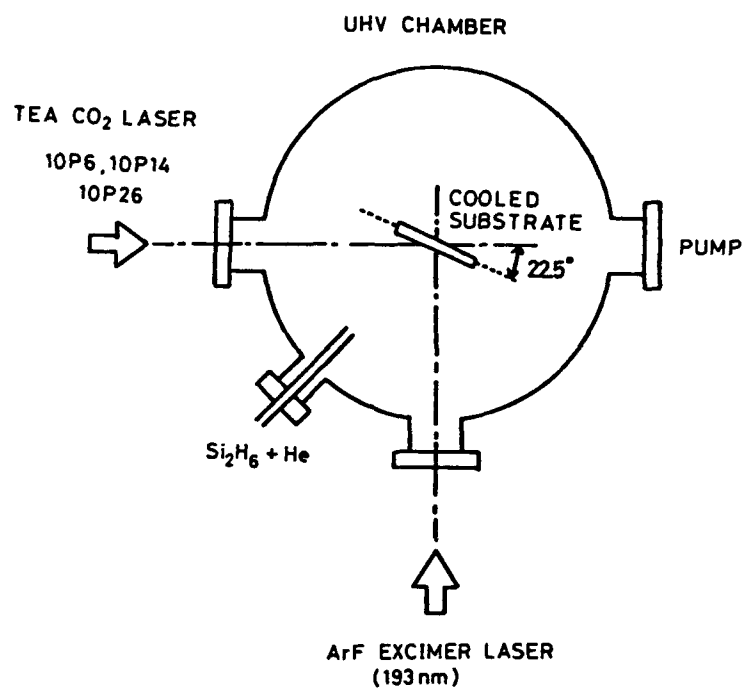 UHV CHAMBER
TEA CO₂ LASER
10P6, 10P14
10P26
COOLED
SUBSTRATE
22.5°
PUMP
Si₂H₆ + He
ArF EXCIMER LASER
(193 nm)